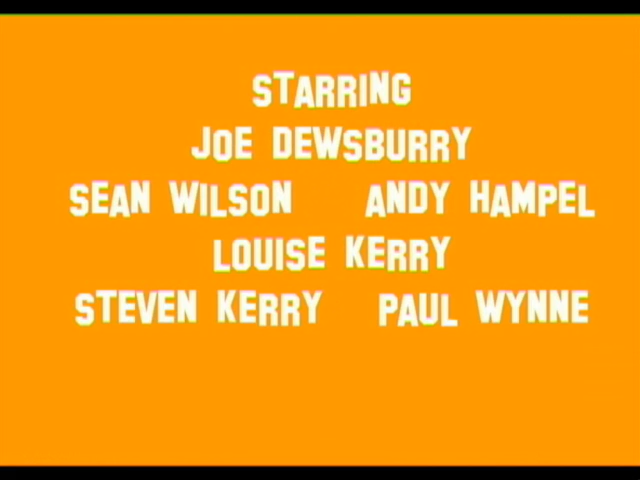 STARRING
JOE DEWSBURRY
SEAN WILSON ANDY HAMPEL
LOUISE KERRY
STEVEN KERRY PAUL WYNNE